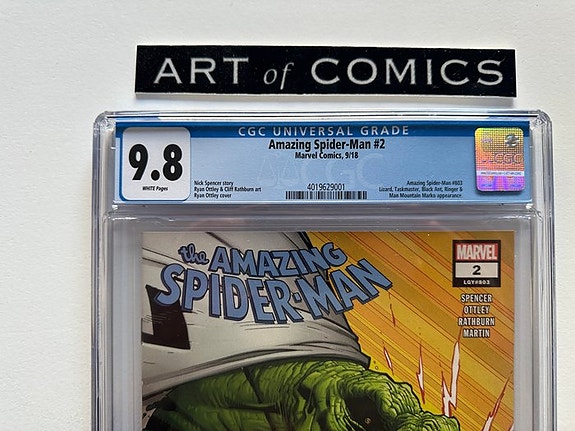 ART of COMICS
CGC UNIVERSAL GRADE
9.8
WHITE Pages
Amazing Spider-Man #2
Marvel Comics, 9/18
Nick Spencer story
Ryan Ottley & Cliff Rathburn art
Ryan Ottley cover
4019629001
Amazing Spider-Man #803
Lizard, Taskmaster, Black Ant, Ringer &
Man Mountain Marko appearance.
CGC
the AMAZING
SPIDER-MAN
MARVEL
2
LGY#803
SPENCER
OTTLEY
RATHBURN
MARTIN